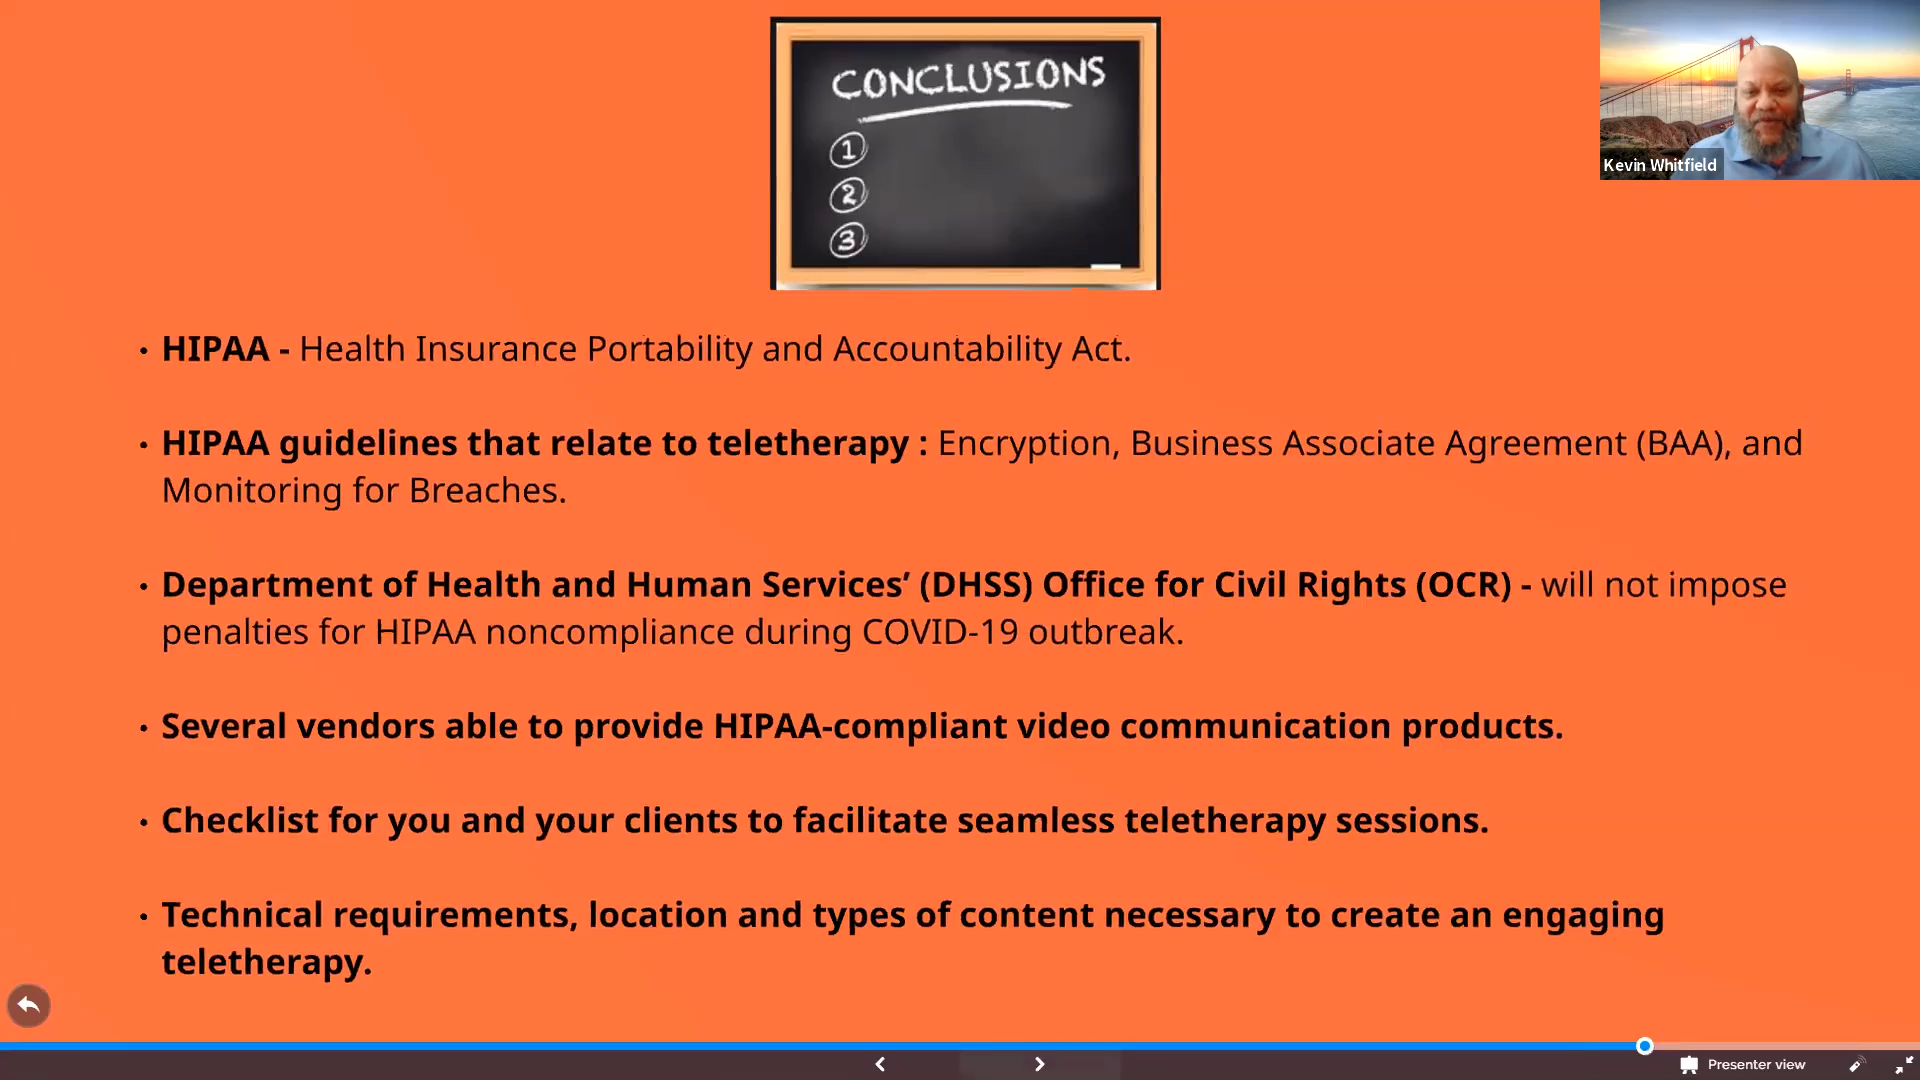 CONCLUSIONS
1
2
3
Kevin Whitfield
• HIPAA - Health Insurance Portability and Accountability Act.
• HIPAA guidelines that relate to teletherapy : Encryption, Business Associate Agreement (BAA), and
Monitoring for Breaches.
• Department of Health and Human Services’ (DHSS) Office for Civil Rights (OCR) - will not impose
penalties for HIPAA noncompliance during COVID-19 outbreak.
• Several vendors able to provide HIPAA-compliant video communication products.
• Checklist for you and your clients to facilitate seamless teletherapy sessions.
• Technical requirements, location and types of content necessary to create an engaging
teletherapy.
Presenter view